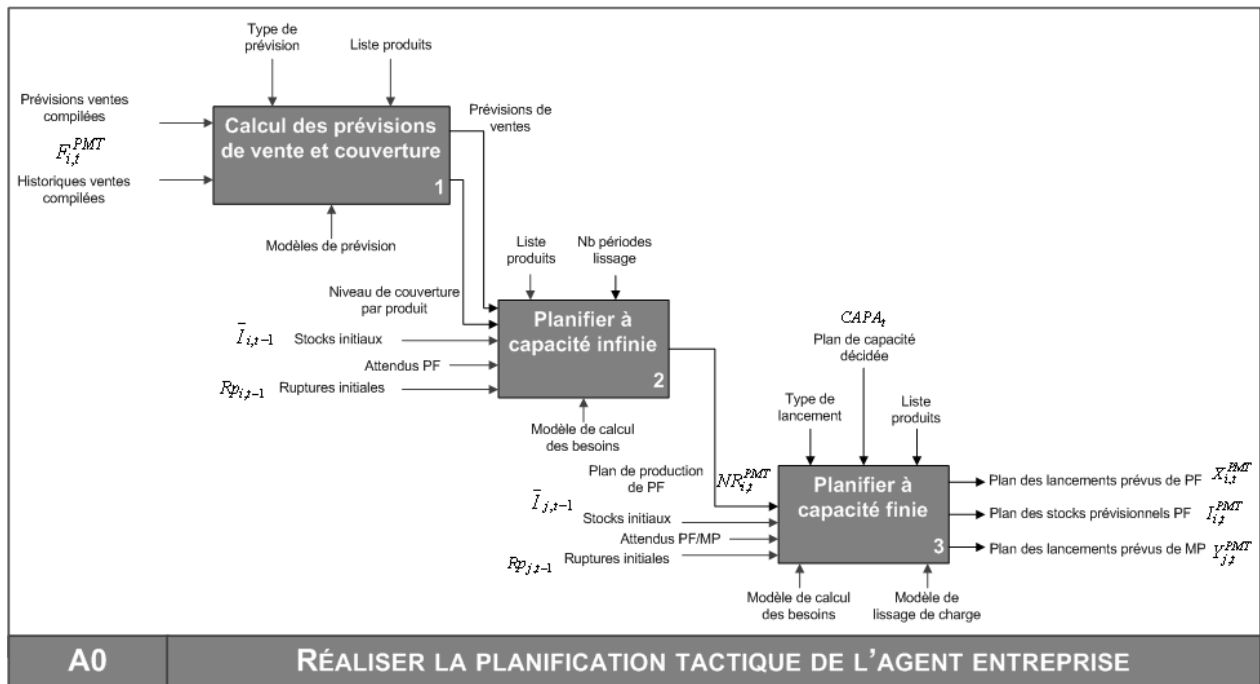 Type de
prévision
Liste produits
Prévisions ventes
compilées
F_{i,t}^{PMT}
Historiques ventes
compilées
Calcul des prévisions
de vente et couverture
1
Prévisions de
ventes
Modèles de prévision
Liste
produits
Nb périodes
lissage
Niveau de couverture
par produit
Ī_{i,t-1}
Stocks initiaux
Attendus PF
Rp_{i,t-1}
Ruptures initiales
Planifier à
capacité infinie
2
Modèle de calcul
des besoins
CAPA_t
Plan de capacité
décidée
Type de
lancement
Liste
produits
Plan de production
de PF
NR_{i,t}^{PMT}
Ī_{j,t-1}
Stocks initiaux
Attendus PF/MP
Rp_{j,t-1}
Ruptures initiales
Planifier à
capacité finie
3
Plan des lancements prévus de PF X_{i,t}^{PMT}
Plan des stocks prévisionnels PF I_{i,t}^{PMT}
Plan des lancements prévus de MP Y_{j,t}^{PMT}
Modèle de calcul
des besoins
Modèle de
lissage de charge
A0
RÉALISER LA PLANIFICATION TACTIQUE DE L'AGENT ENTREPRISE